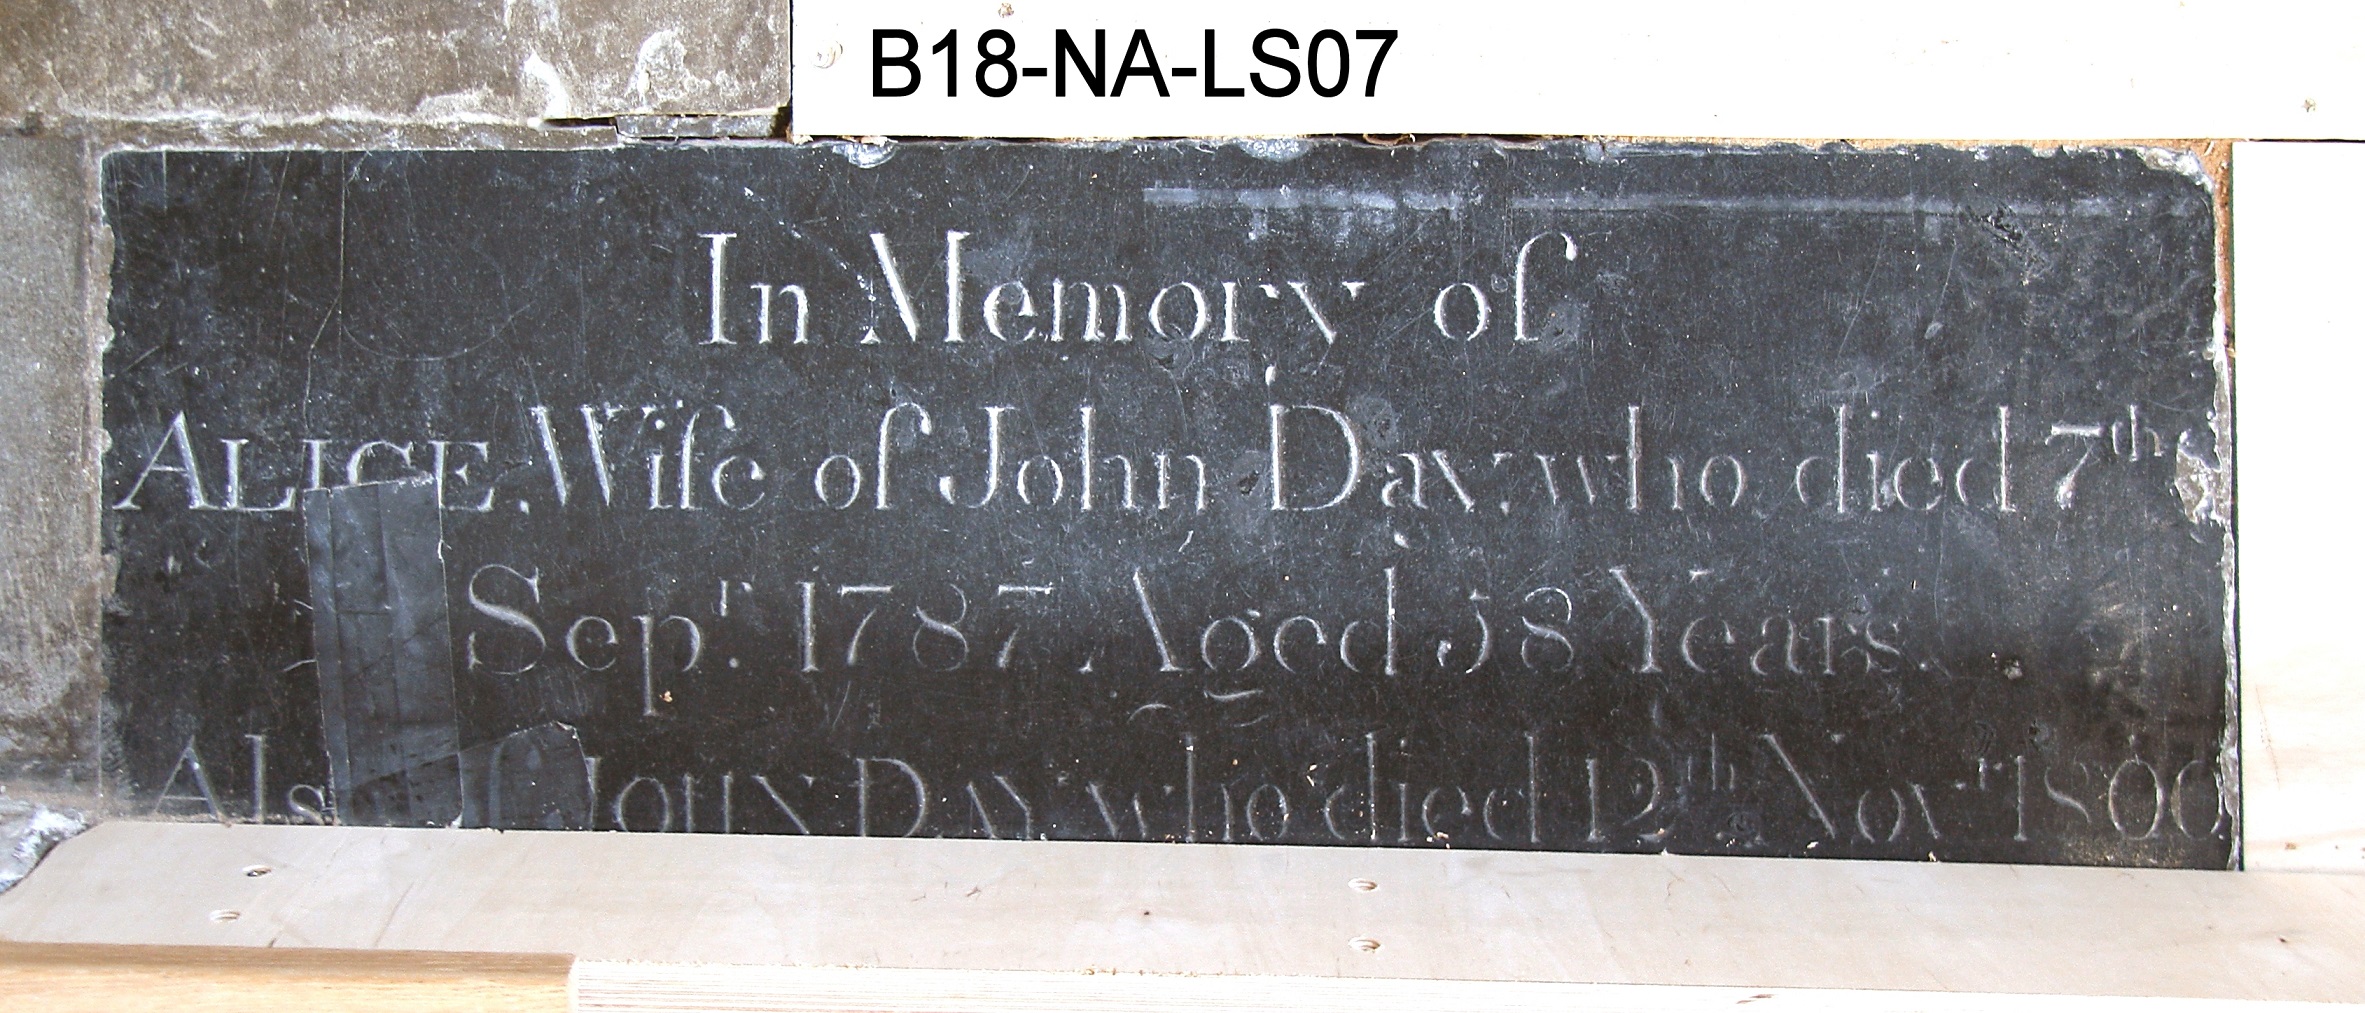 B18-NA-LS07
In Memory of
ALICE, Wife of John Day, who died 7th
Sepr. 1787 Aged 58 Years.
Also John Day who died 12th Novr 1800